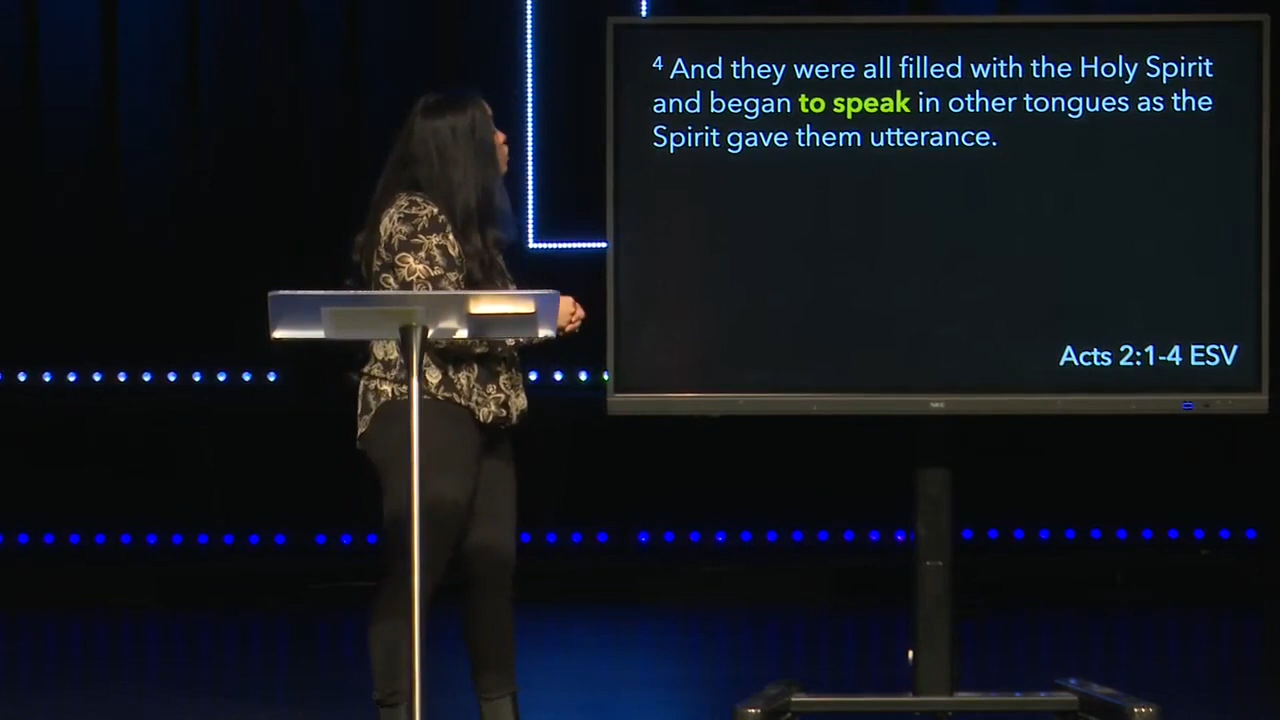 4 And they were all filled with the Holy Spirit
and began to speak in other tongues as the
Spirit gave them utterance.
Acts 2:1-4 ESV
NEC